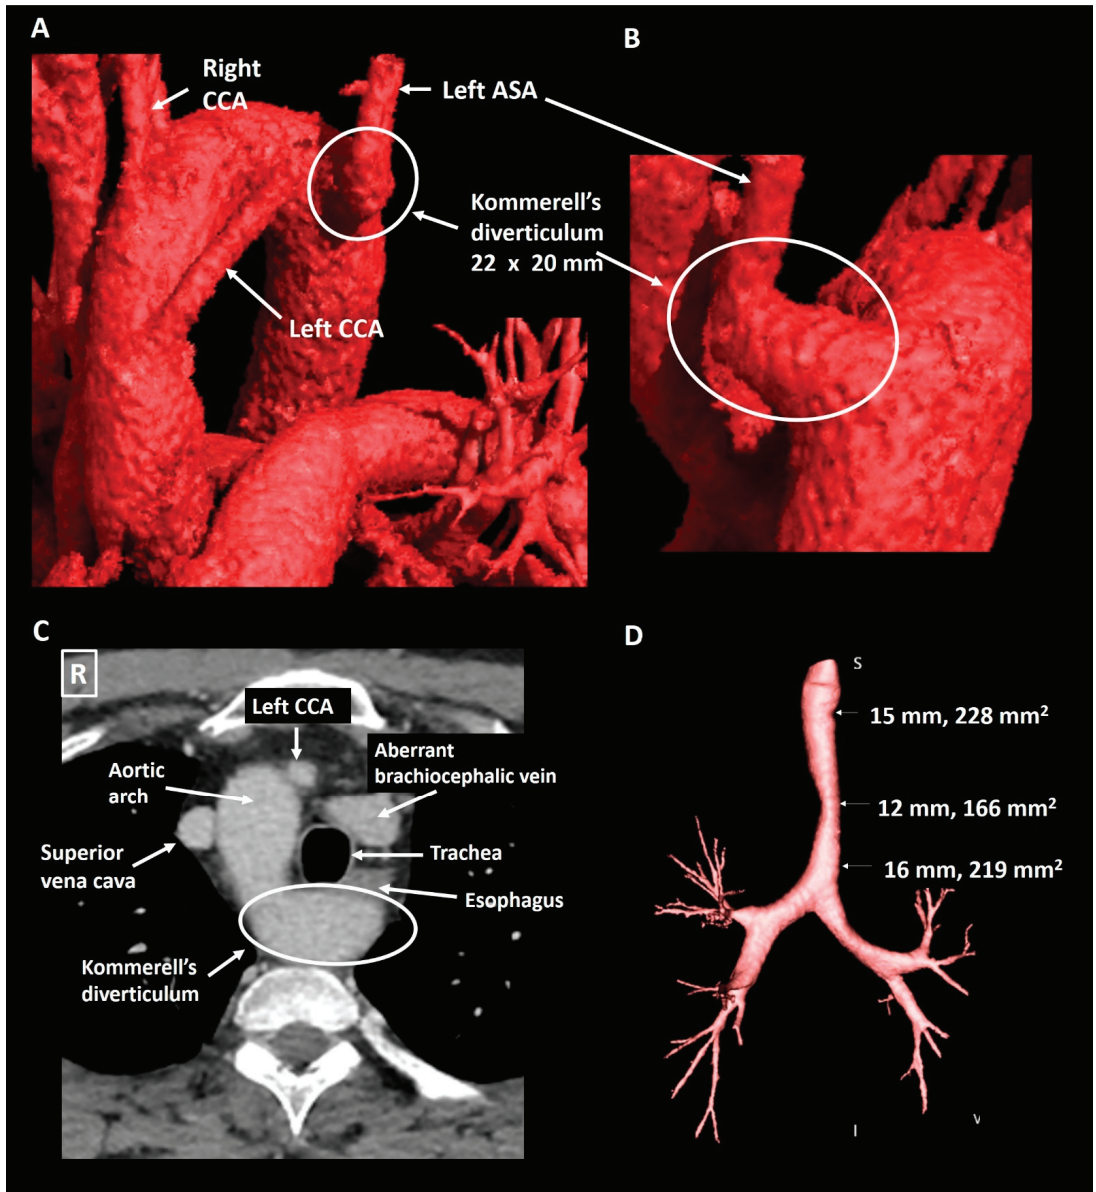 A
Right
CCA
Left ASA
B
Kommerell's
diverticulum
22 x 20 mm
Left CCA
C
R
Left CCA
Aortic
arch
Aberrant
brachiocephalic vein
Superior
vena cava
Trachea
Esophagus
Kommerell's
diverticulum
D
S
15 mm, 228 mm²
12 mm, 166 mm²
16 mm, 219 mm²
I